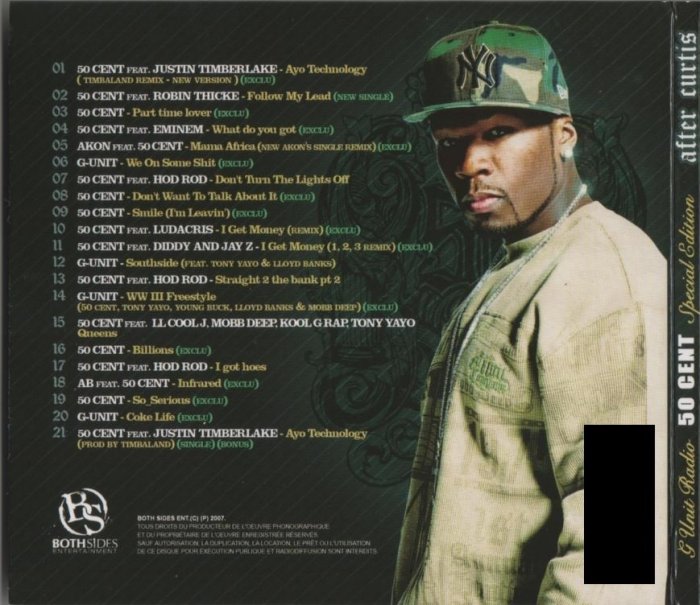 01 50 CENT FEAT. JUSTIN TIMBERLAKE - Ayo Technology
( TIMBALAND REMIX - NEW VERSION ) (EXCLU)
02 50 CENT FEAT. ROBIN THICKE - Follow My Lead (NEW SINGLE)
03 50 CENT - Part time lover (EXCLU)
04 50 CENT FEAT. EMINEM - What do you got (EXCLU)
05 AKON FEAT. 50 CENT - Mama Africa (NEW AKON'S SINGLE REMIX) (EXCLU)
06 G-UNIT - We On Some Shit (EXCLU)
07 50 CENT FEAT. HOD ROD - Don't Turn The Lights Off
08 50 CENT - Don't Want To Talk About It (EXCLU)
09 50 CENT - Smile (I'm Leavin') (EXCLU)
10 50 CENT FEAT. LUDACRIS - I Get Money (REMIX) (EXCLU)
11 50 CENT FEAT. DIDDY AND JAY Z - I Get Money (1, 2, 3 REMIX) (EXCLU)
12 G-UNIT - Southside (FEAT. TONY YAYO & LLOYD BANKS)
13 50 CENT FEAT. HOD ROD - Straight 2 the bank pt 2
14 G-UNIT - WW III Freestyle
(50 CENT, TONY YAYO, YOUNG BUCK, LLOYD BANKS & MOBB DEEP) (EXCLU)
15 50 CENT FEAT. LL COOL J, MOBB DEEP, KOOL G RAP, TONY YAYO
Queens
16 50 CENT - Billions (EXCLU)
17 50 CENT FEAT. HOD ROD - I got hoes
18 AB FEAT. 50 CENT - Infrared (EXCLU)
19 50 CENT - So_Serious (EXCLU)
20 G-UNIT - Coke Life (EXCLU)
21 50 CENT FEAT. JUSTIN TIMBERLAKE - Ayo Technology
(PROD BY TIMBALAND) (SINGLE) (BONUS)
BS
BOTHSIDES
ENTERTAINMENT
BOTH SIDES ENT.(C) (P) 2007.
TOUS DROITS DU PRODUCTEUR DE L'OEUVRE PHONOGRAPHIQUE
ET DU PROPRIÉTAIRE DE L'OEUVRE ENREGISTRÉE RÉSERVÉS
SAUF AUTORISATION, LA DUPLICATION, LA LOCATION, LE PRÊT OU L'UTILISATION
DE CE DISQUE POUR EXÉCUTION PUBLIQUE ET RADIODIFFUSION SONT INTERDITS.
NY
G Unit Radio 50 CENT Special Edition after curtis